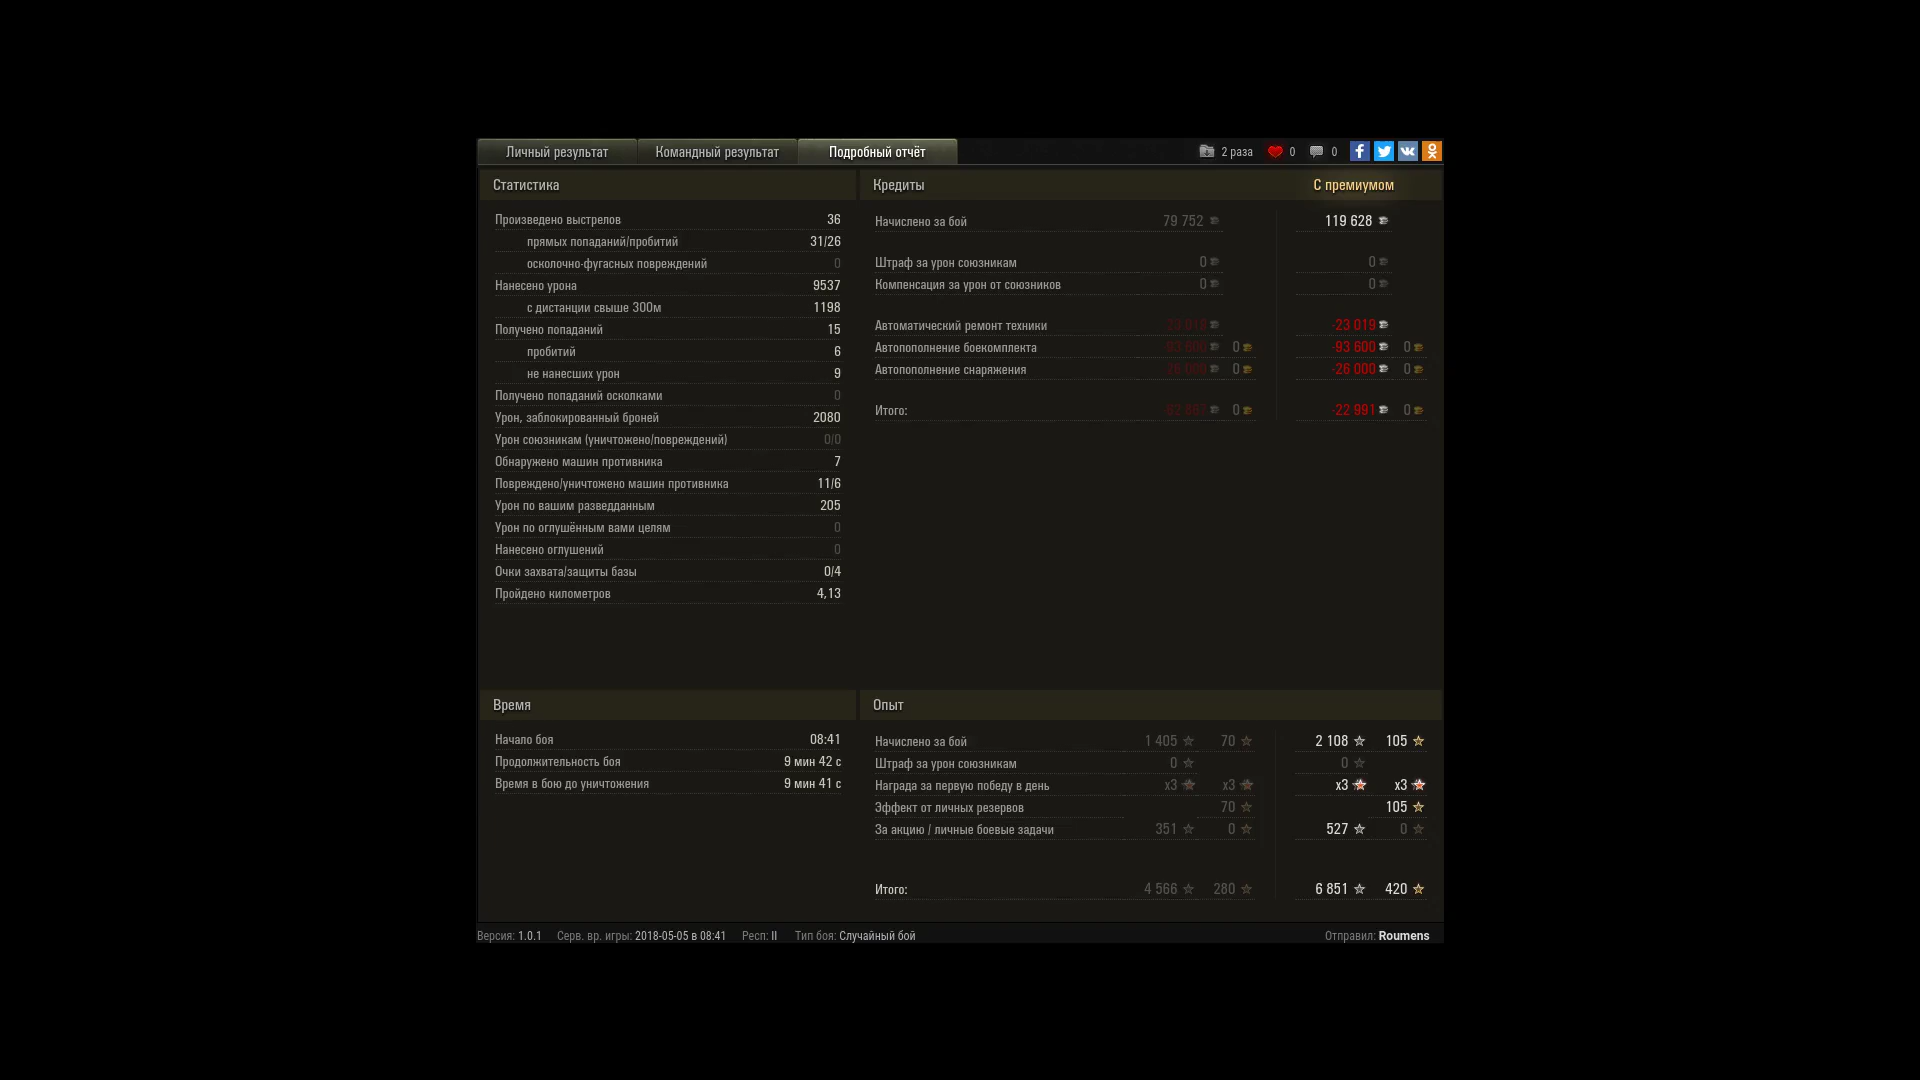 Личный результат Командный результат Подробный отчёт 2 раза 0 0
Статистика
Произведено выстрелов 36
прямых попаданий/пробитий 31/26
осколочно-фугасных повреждений 0
Нанесено урона 9537
с дистанции свыше 300м 1198
Получено попаданий 15
пробитий 6
не нанесших урон 9
Получено попаданий осколками 0
Урон, заблокированный броней 2080
Урон союзникам (уничтожено/повреждений) 0/0
Обнаружено машин противника 7
Повреждено/уничтожено машин противника 11/6
Урон по вашим разведданным 205
Урон по оглушённым вами целям 0
Нанесено оглушений 0
Очки захвата/защиты базы 0/4
Пройдено километров 4,13
Кредиты С премиумом
Начислено за бой 79 752 119 628
Штраф за урон союзникам 0 0
Компенсация за урон от союзников 0 0
Автоматический ремонт техники -23 019
Автопополнение боекомплекта -93 600 0 -93 600 0
Автопополнение снаряжения -26 000 0 -26 000 0
Итого: 0 -22 991 0
Время
Начало боя 08:41
Продолжительность боя 9 мин 42 с
Время в бою до уничтожения 9 мин 41 с
Опыт
Начислено за бой 1 405 70 2 108 105
Штраф за урон союзникам 0 0
Награда за первую победу в день x3 x3 x3 x3
Эффект от личных резервов 70 105
За акцию / личные боевые задачи 351 0 527 0
Итого: 4 566 280 6 851 420
Версия: 1.0.1 Серв. вр. игры: 2018-05-05 в 08:41 Респ: II Тип боя: Случайный бой Отправил: Roumens